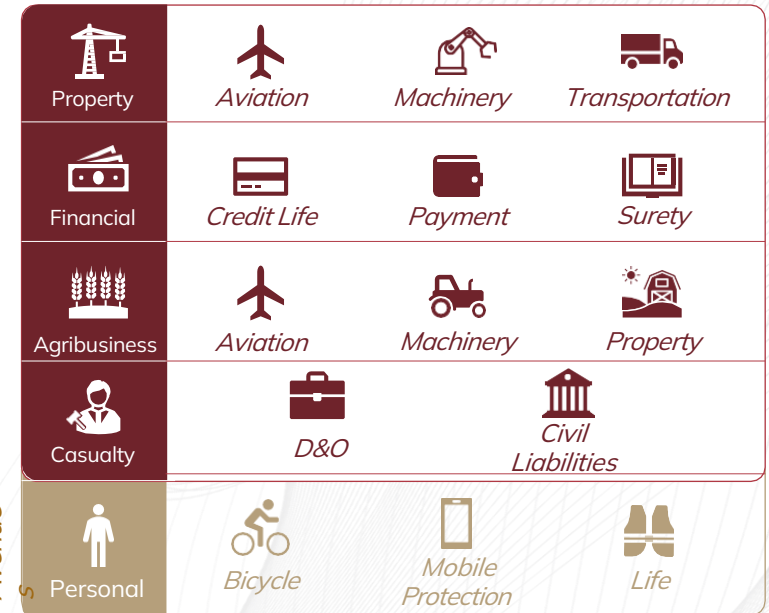 Property
Aviation
Machinery
Transportation
Financial
Credit Life
Payment
Surety
Agribusiness
Aviation
Machinery
Property
Casualty
D&O
Civil
Liabilities
Personal
Bicycle
Mobile
Protection
Life